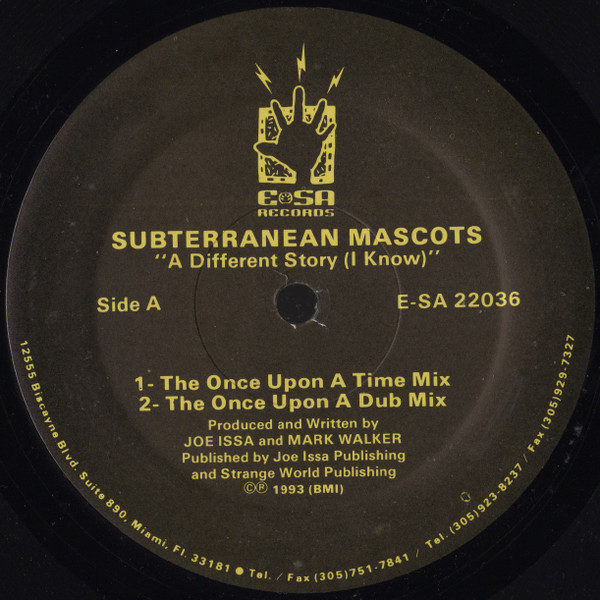 E-SA
RECORDS
SUBTERRANEAN MASCOTS
"A Different Story (I Know)"
Side A
E-SA 22036
1- The Once Upon A Time Mix
2- The Once Upon A Dub Mix
Produced and Written by
JOE ISSA and MARK WALKER
Published by Joe Issa Publishing
and Strange World Publishing
©℗ 1993 (BMI)
12555 Biscayne Blvd. Suite 890. Miami, Fl. 33181 ● Tel. / Fax (305)751-7841 / Tel. (305)923-8237 / Fax (305)929-7327